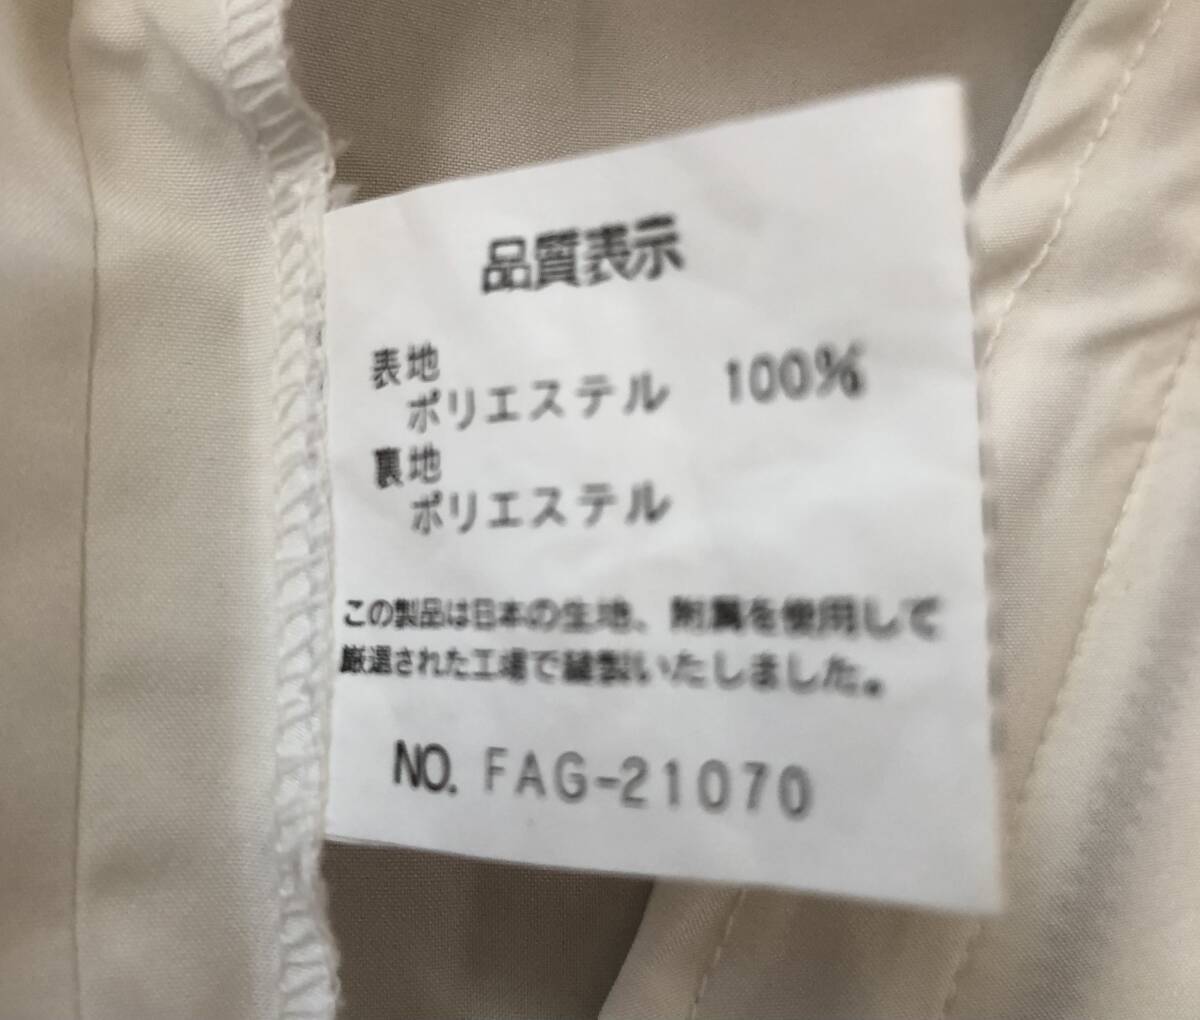 品質表示
表地
ポリエステル 100%
裏地
ポリエステル
この製品は日本の生地、附属を使用して
厳選された工場で縫製いたしました。
NO. FAG-21070